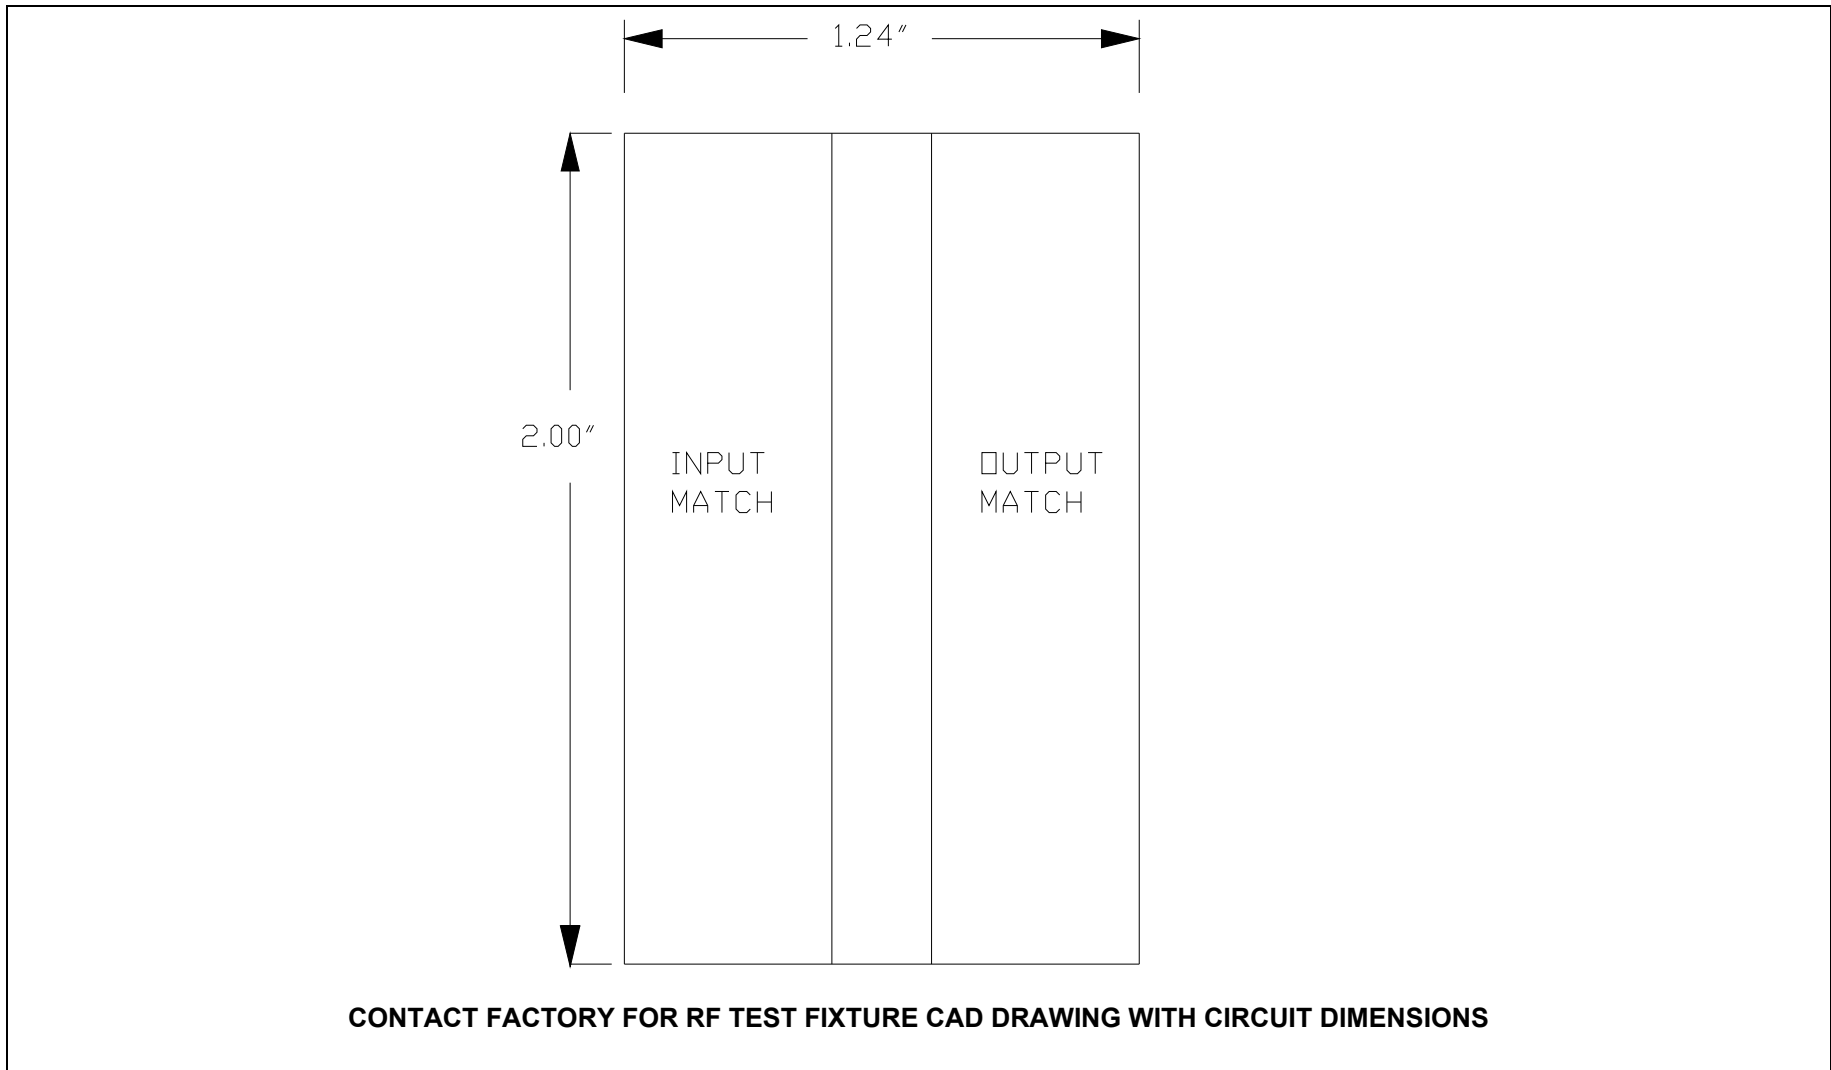 1.24"
2.00"
INPUT
MATCH
OUTPUT
MATCH
CONTACT FACTORY FOR RF TEST FIXTURE CAD DRAWING WITH CIRCUIT DIMENSIONS